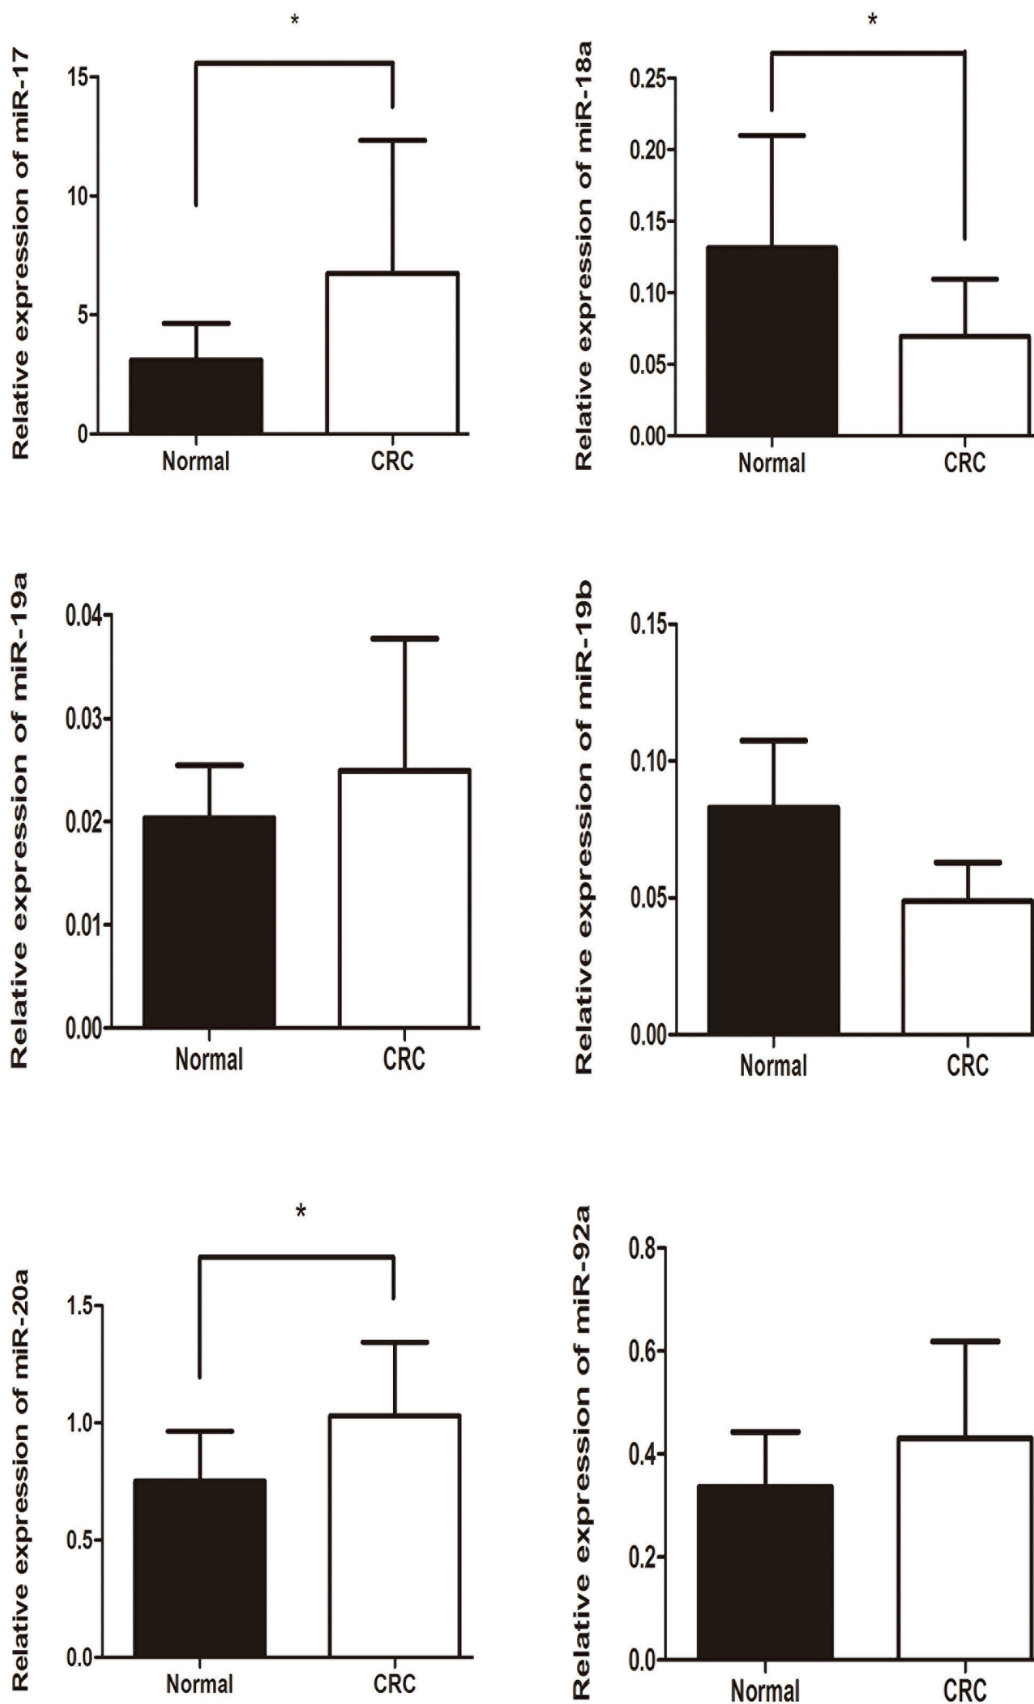 *
Relative expression of miR-17
15
10
5
0
Normal CRC
*
Relative expression of miR-18a
0.25
0.20
0.15
0.10
0.05
0.00
Normal CRC
Relative expression of miR-19a
0.04
0.03
0.02
0.01
0.00
Normal CRC
Relative expression of miR-19b
0.15
0.10
0.05
0.00
Normal CRC
*
Relative expression of miR-20a
1.5
1.0
0.5
0.0
Normal CRC
Relative expression of miR-92a
0.8
0.6
0.4
0.2
0.0
Normal CRC